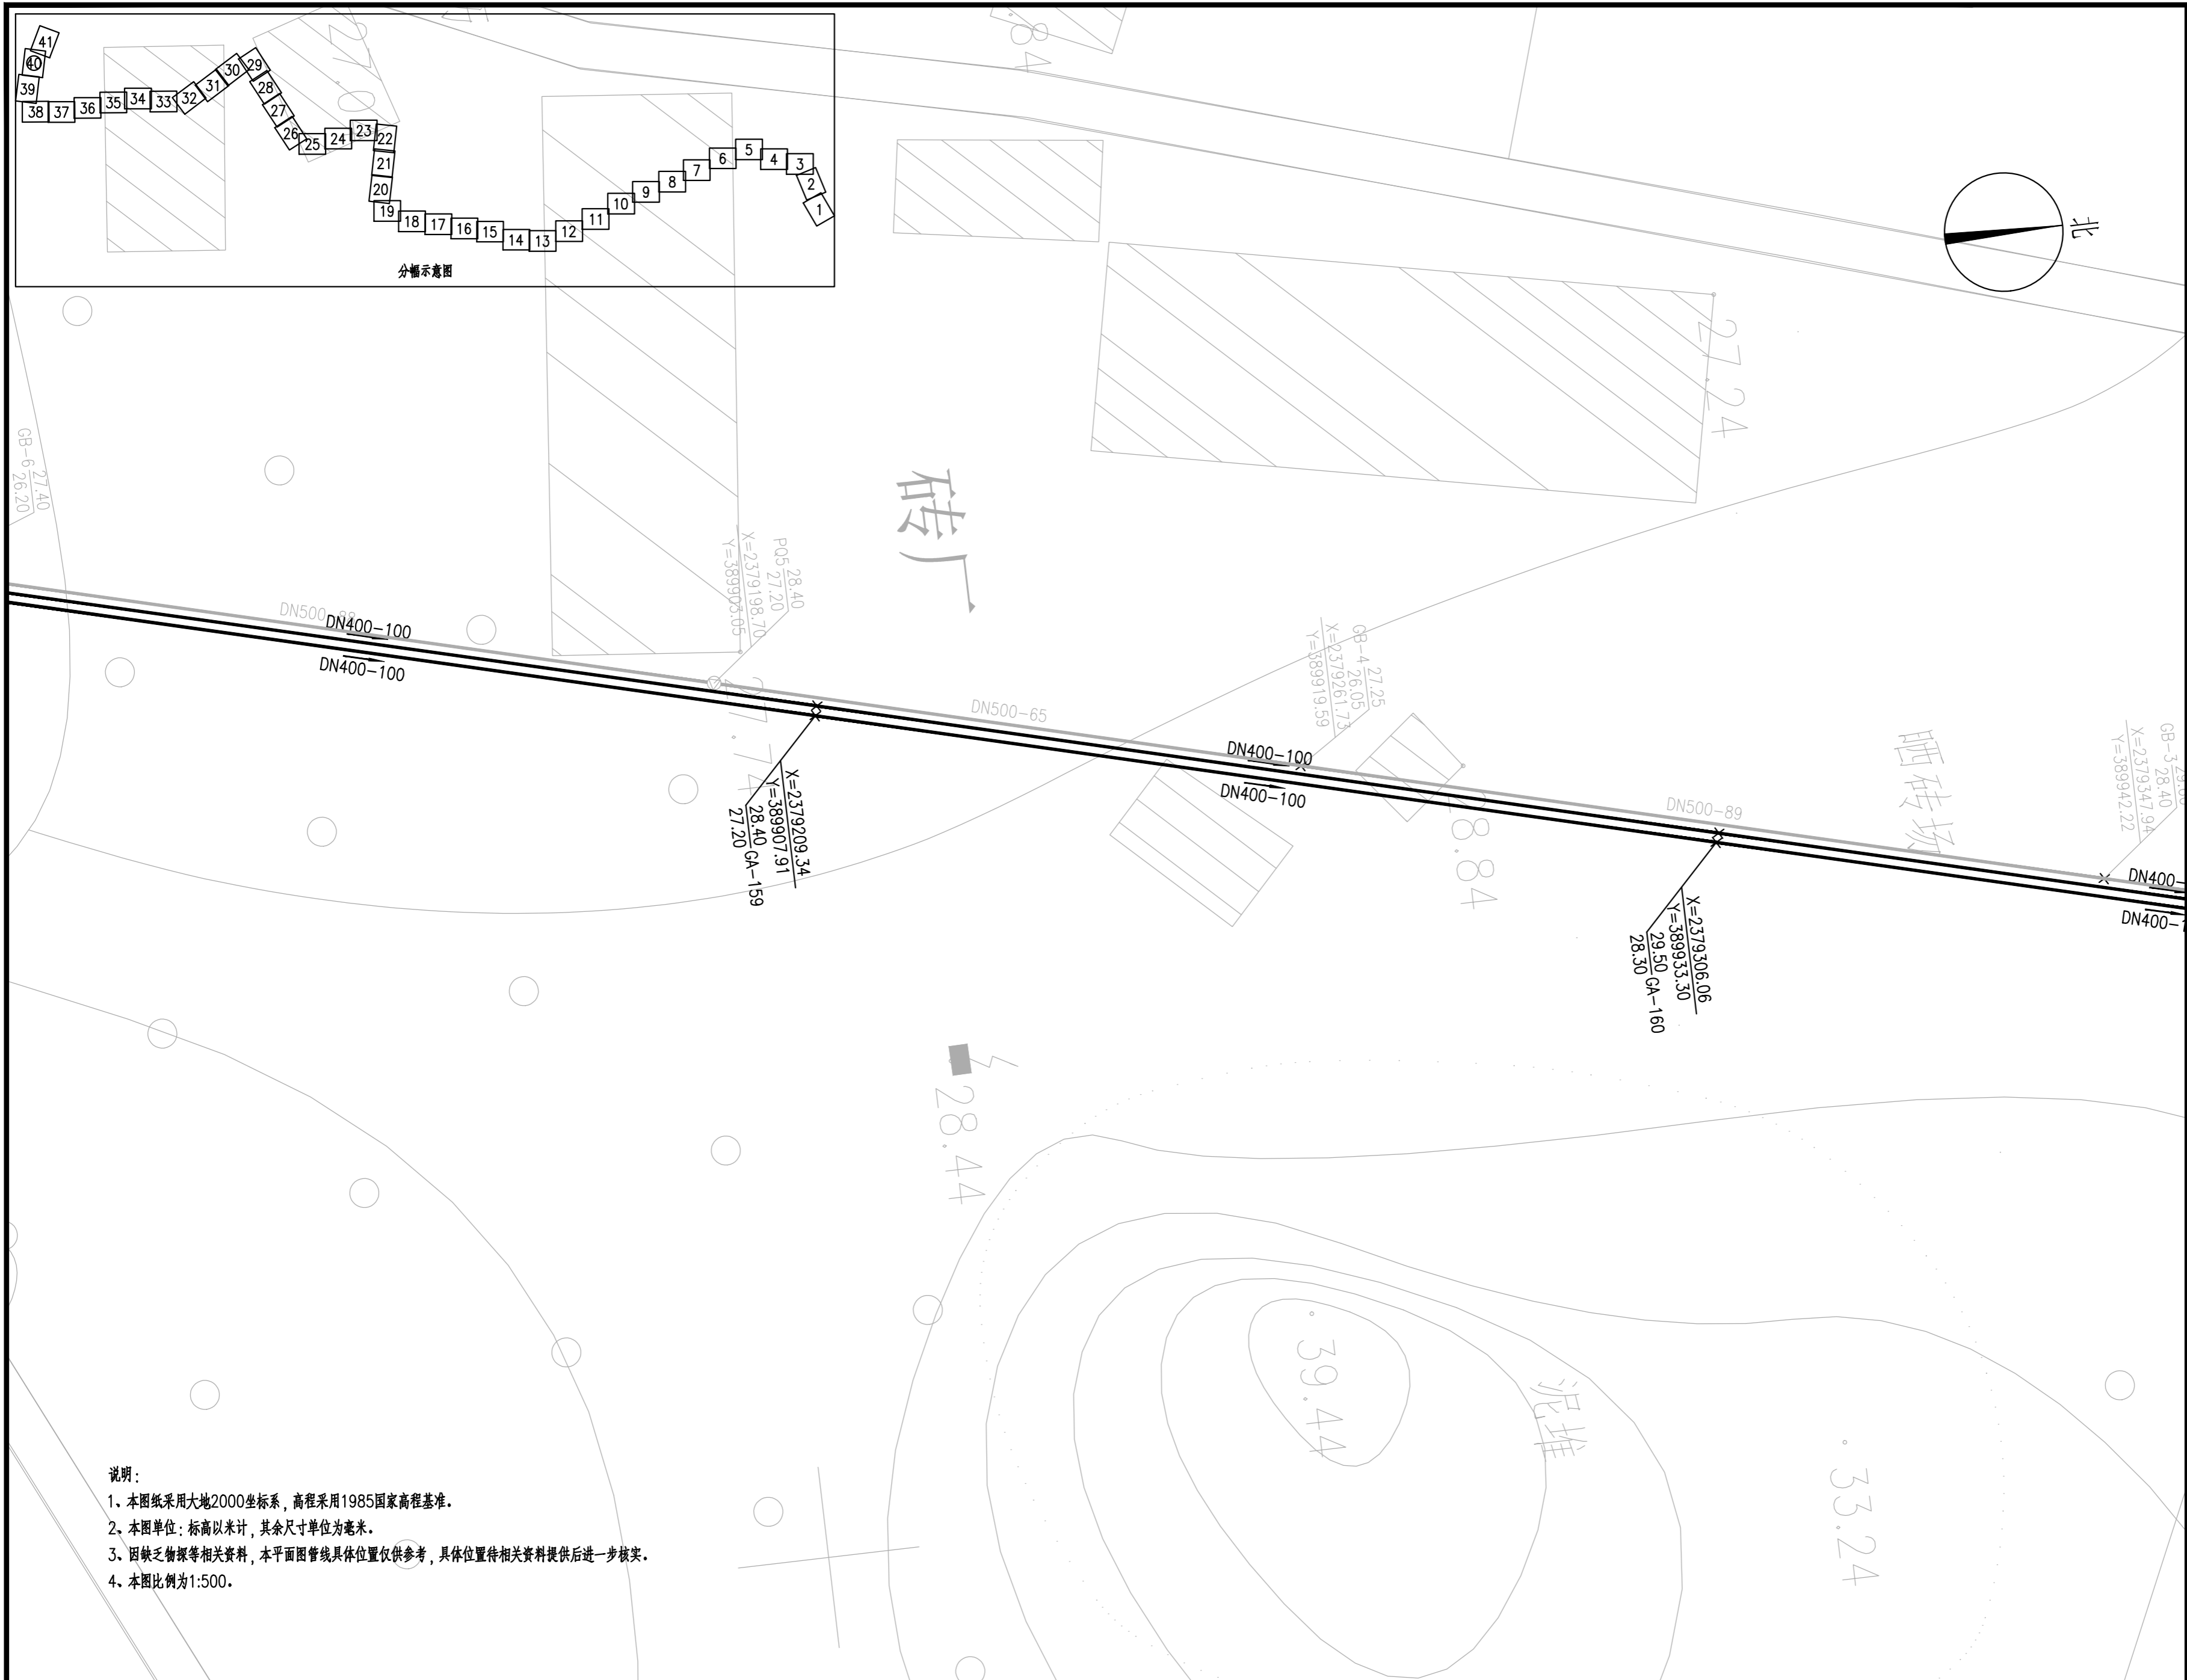 41
40
39
38
37
36
35
34
33
32
31
30
29
28
27
26
25
24
23
22
21
20
19
18
17
16
15
14
13
12
11
10
9
8
7
6
5
4
3
2
1
分幅示意图
北
27.24
GB-6 27.40
26.20
砖厂
PQ5 28.40
27.20
X=2379198.70
Y=389903.05
DN500-88
DN400-100
DN400-100
DN500-65
GB-4 27.25
26.05
X=2379261.73
Y=389919.59
DN400-100
DN400-100
X=2379209.34
Y=389907.91
28.40 GA-159
27.20
DN500-89
晒砖场
GB-3
28.40
X=2379347.94
Y=389942.22
DN400-
DN400-
X=2379306.06
Y=389933.30
29.50 GA-160
28.30
28.44
39.44
泥堆
33.24
说明：
1、本图纸采用大地2000坐标系，高程采用1985国家高程基准。
2、本图单位：标高以米计，其余尺寸单位为毫米。
3、因缺乏物探等相关资料，本平面图管线具体位置仅供参考，具体位置待相关资料提供后进一步核实。
4、本图比例为1:500。